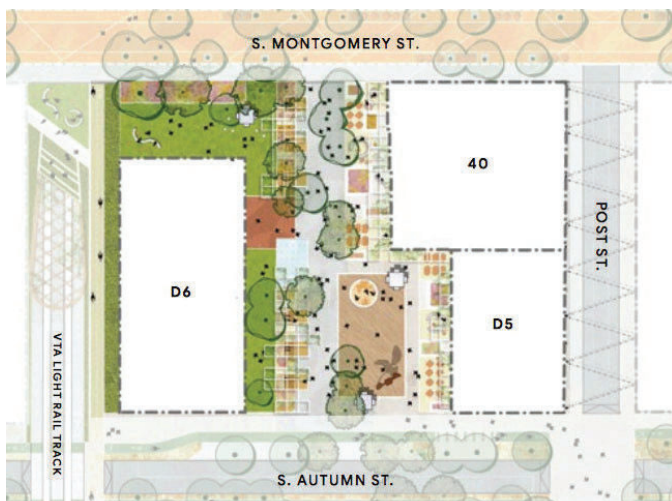 S. MONTGOMERY ST.
40
POST ST.
D6
D5
VTA LIGHT RAIL TRACK
S. AUTUMN ST.